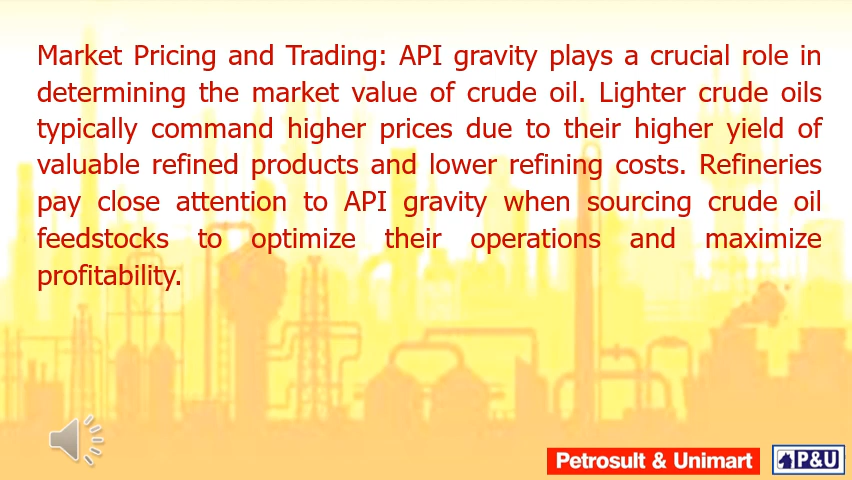 Market Pricing and Trading: API gravity plays a crucial role in
determining the market value of crude oil. Lighter crude oils
typically command higher prices due to their higher yield of
valuable refined products and lower refining costs. Refineries
pay close attention to API gravity when sourcing crude oil
feedstocks to optimize their operations and maximize
profitability.
Petrosult & Unimart
P&U